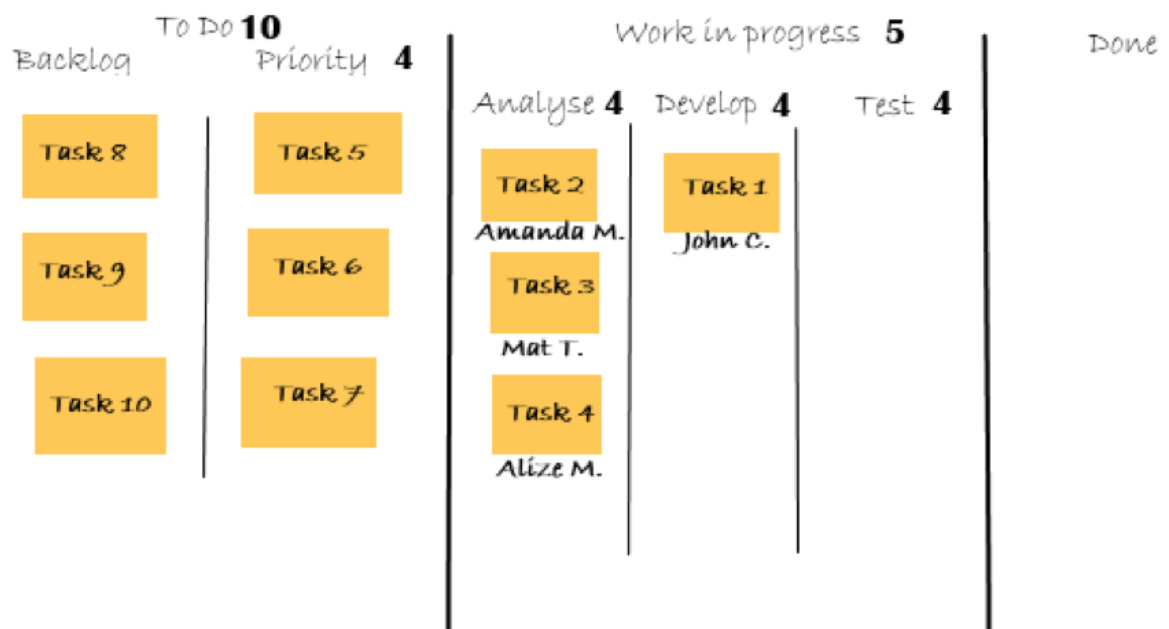 To Do 10
Backlog
Priority 4
Work in progress 5
Done
Analyse 4
Develop 4
Test 4
Task 8
Task 9
Task 10
Task 5
Task 6
Task 7
Task 2
Amanda M.
Task 3
Mat T.
Task 4
Alize M.
Task 1
John C.